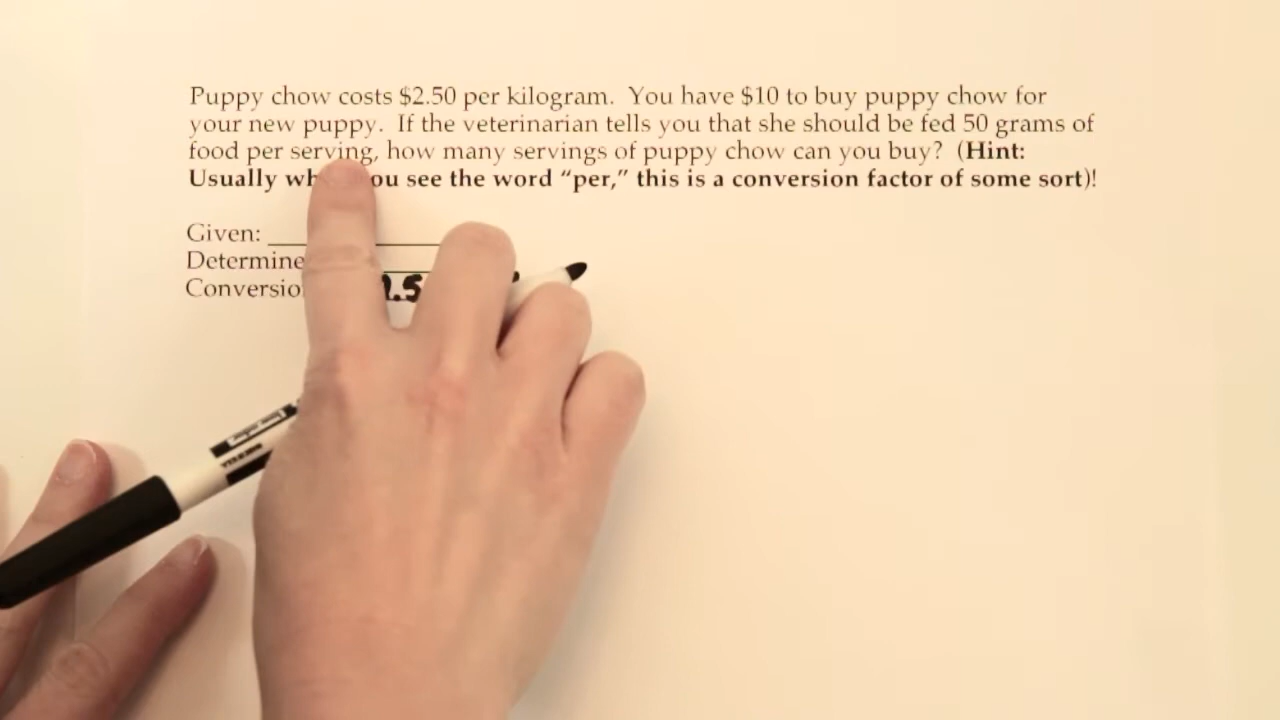 Puppy chow costs $2.50 per kilogram. You have $10 to buy puppy chow for
your new puppy. If the veterinarian tells you that she should be fed 50 grams of
food per serving, how many servings of puppy chow can you buy? (Hint:
Usually you see the word “per,” this is a conversion factor of some sort)!
Given:
Determine